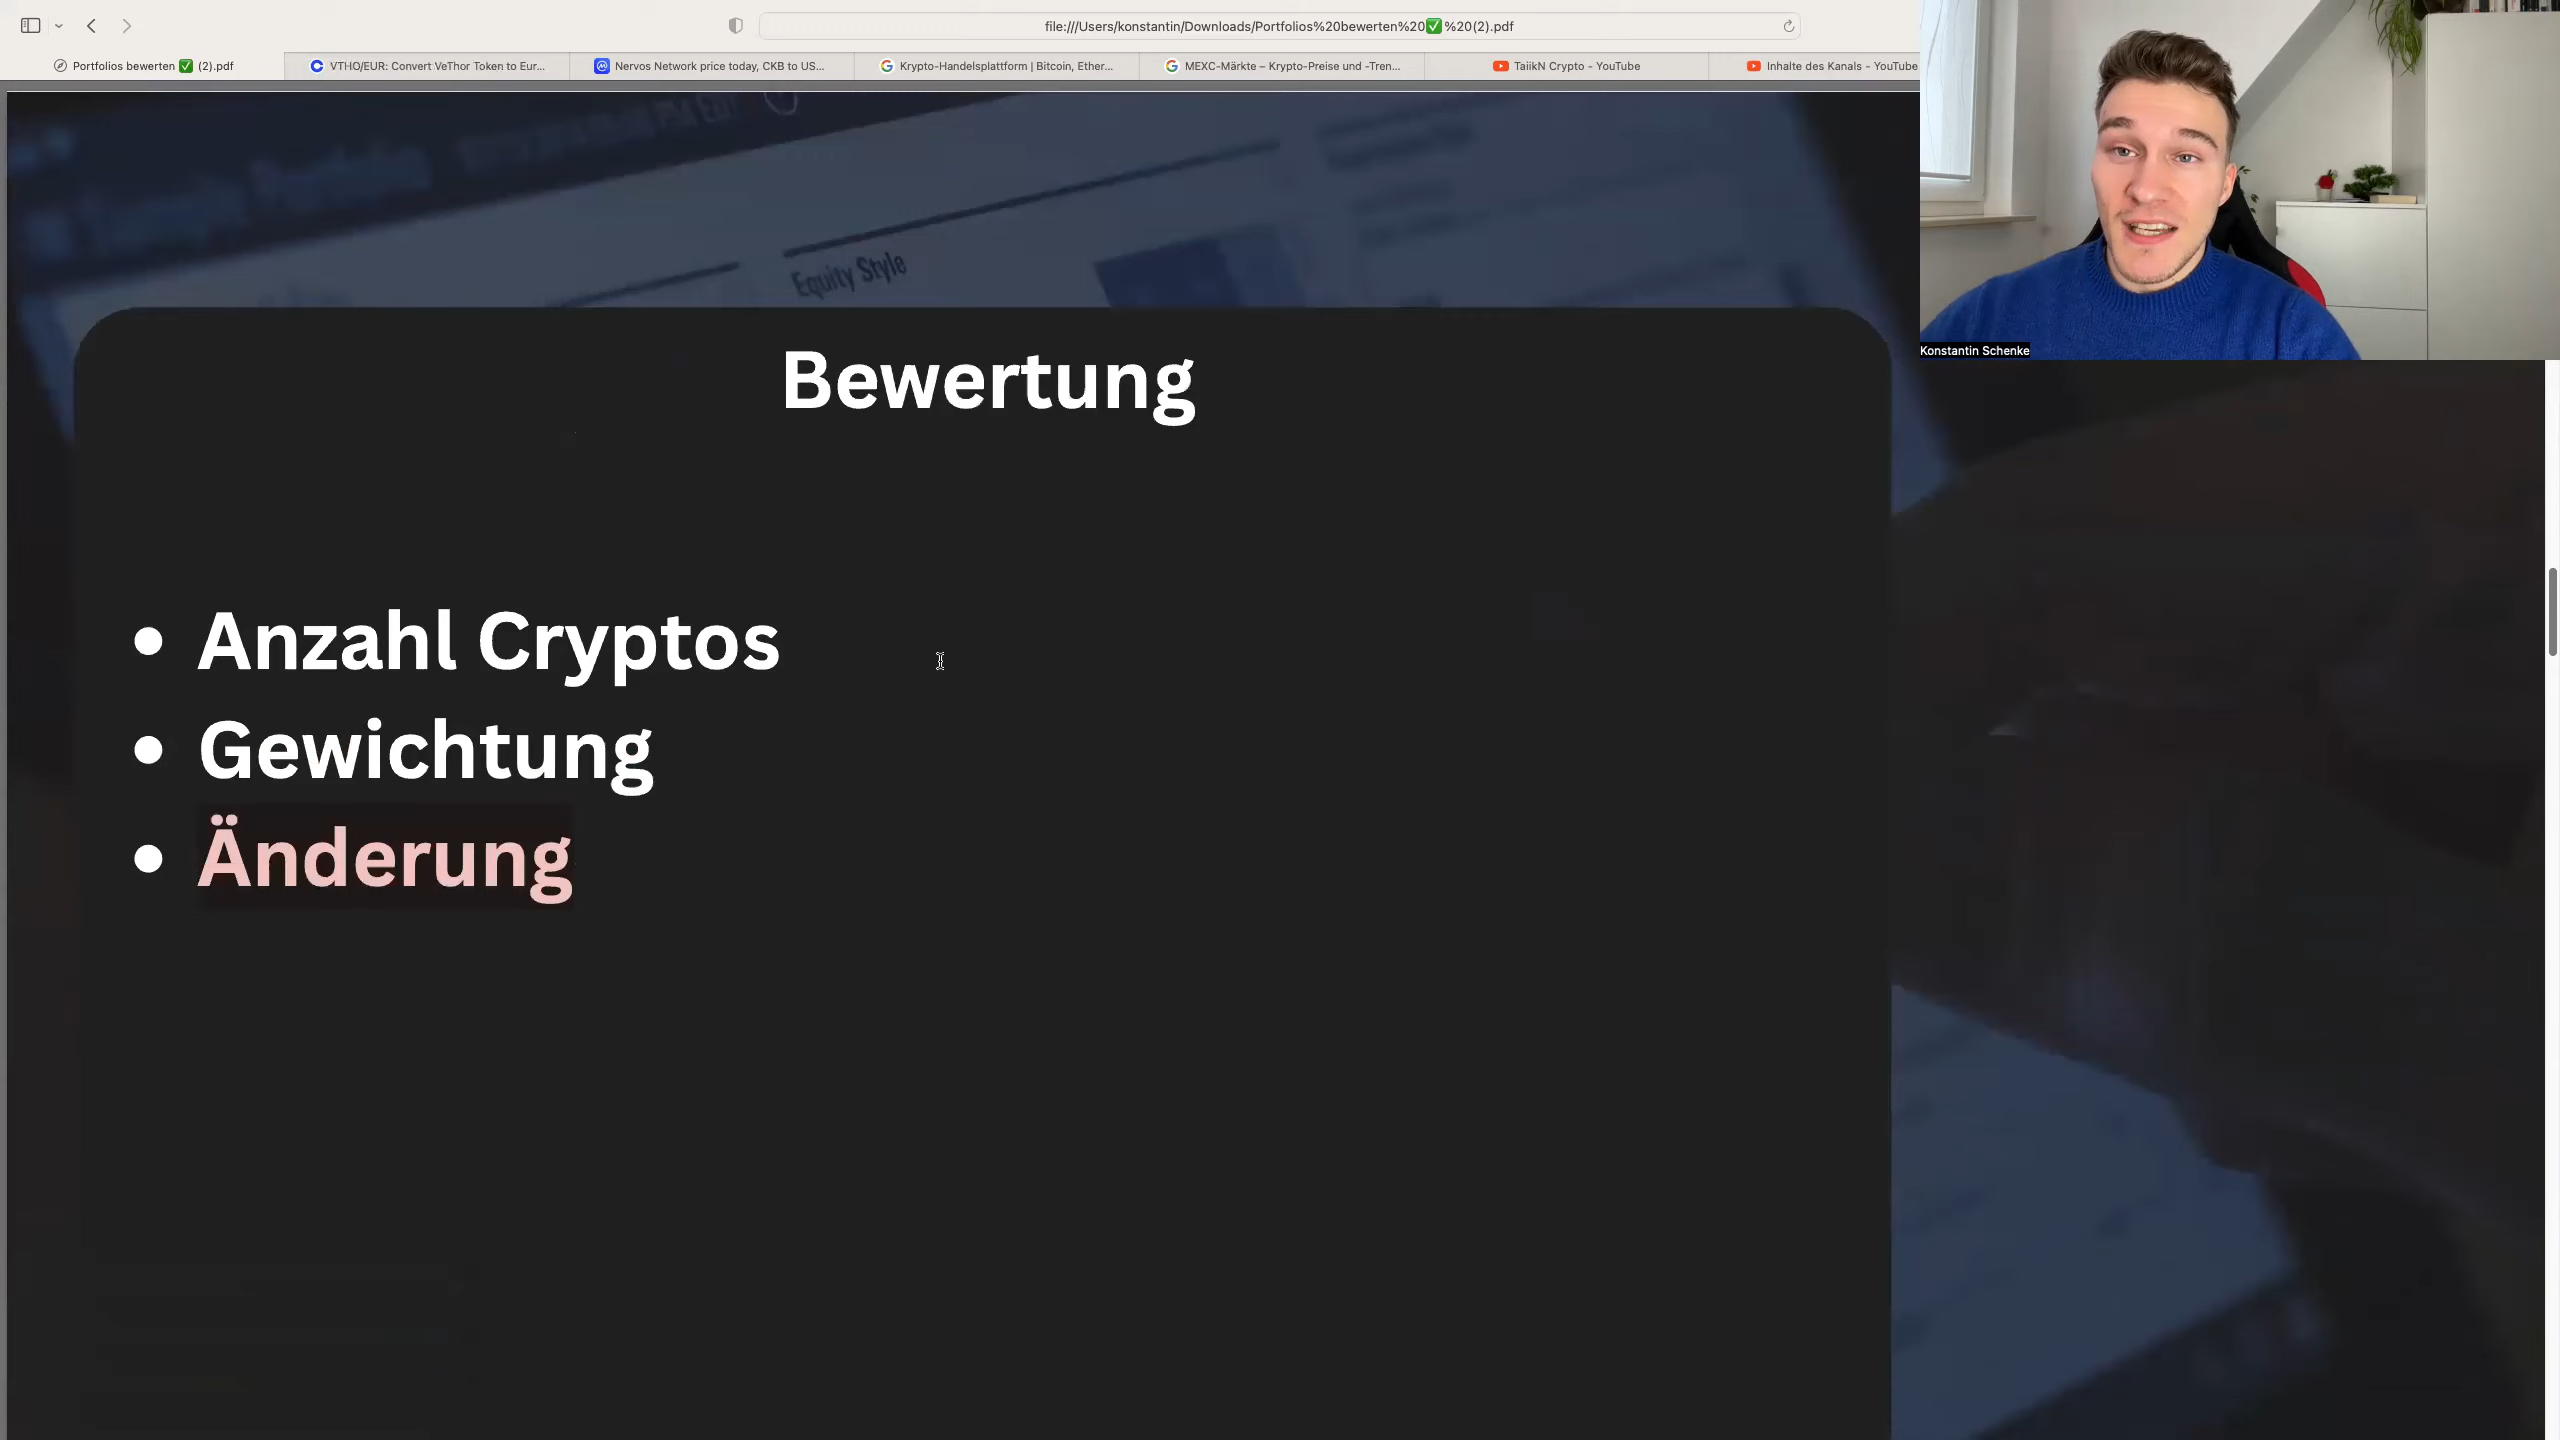 file:///Users/konstantin/Downloads/Portfolios%20bewerten%20✅%20(2).pdf
Portfolios bewerten ✅ (2).pdf
VTHO/EUR: Convert VeThor Token to Eur...
Nervos Network price today, CKB to US...
Krypto-Handelsplattform | Bitcoin, Ether...
MEXC-Märkte – Krypto-Preise und -Tren...
TaiikN Crypto - YouTube
Inhalte des Kanals - YouTube
Equity Style
Konstantin Schenke
Bewertung
• Anzahl Cryptos
• Gewichtung
• Änderung